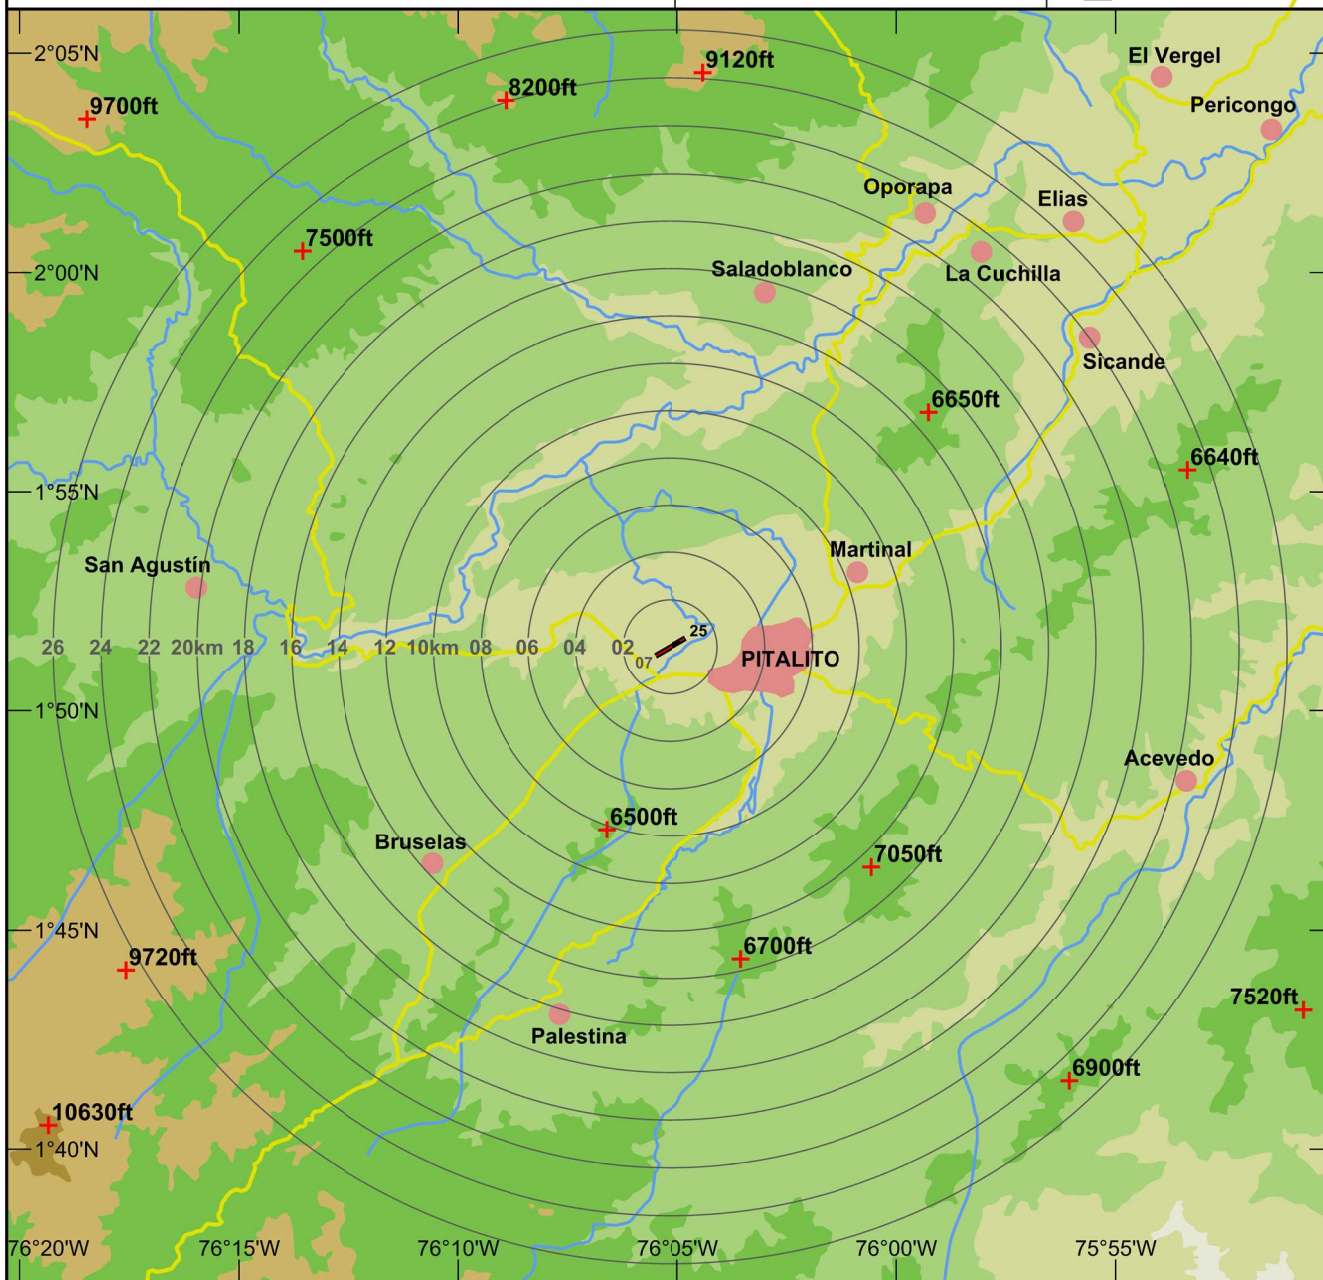 2°05'N
El Vergel
9120ft
8200ft
9700ft
Pericongo
Oporapa
Elias
7500ft
2°00'N
Saladoblanco
La Cuchilla
Sicande
6650ft
6640ft
1°55'N
Martinal
San Agustín
25
26 24 22 20km 18 16 14 12 10km 08 06 04 02
07
PITALITO
1°50'N
Acevedo
6500ft
Bruselas
7050ft
1°45'N
6700ft
9720ft
7520ft
Palestina
6900ft
10630ft
1°40'N
76°20'W 76°15'W 76°10'W 76°05'W 76°00'W 75°55'W